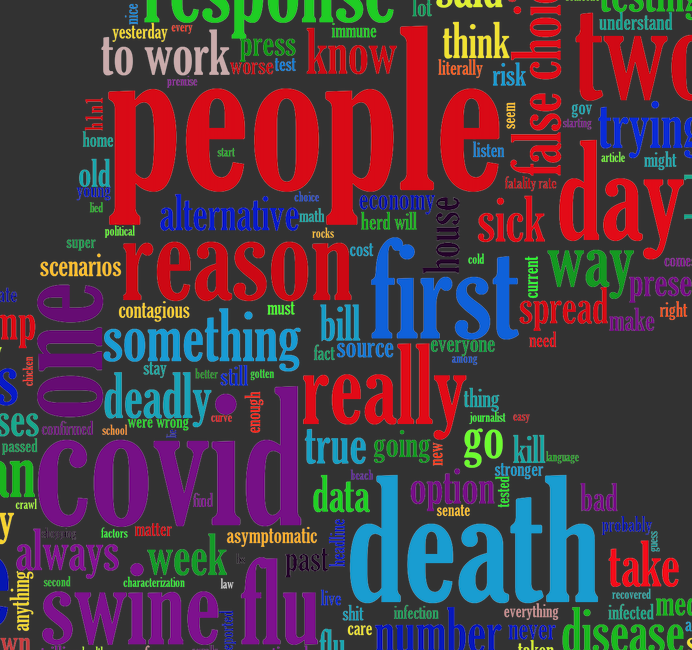 response
lot
said
testing
nice
yesterday
every
immune
understand
to work
press
know
think
false choice
two
worse
test
literally
risk
presense
people
h1n1
home
start
listen
seem
gov
starting
trying
article
might
old
young
lied
fatality rate
day
alternative
choice
math
economy
herd will
house
sick
political
rocks
super
reason
cost
first
cold
current
way
come
scenarios
contagious
must
one
something
bill
fact
source
everyone
among
spread
make
right
need
mp
chicken
stay
better
still
gotten
deadly
enough
really
thing
journalist
easy
were wrong
curve
school
confirmed
passed
covid
true
going
new
go
kill
language
stronger
beach
find
data
option
tested
senate
bad
crawl
factors
matter
asymptomatic
death
probably
guess
always
week
past
take
second
characterization
law
recovered
anything
swine flu
live
shit
infection
everything
infected
care
number
never
disease
flu
taken